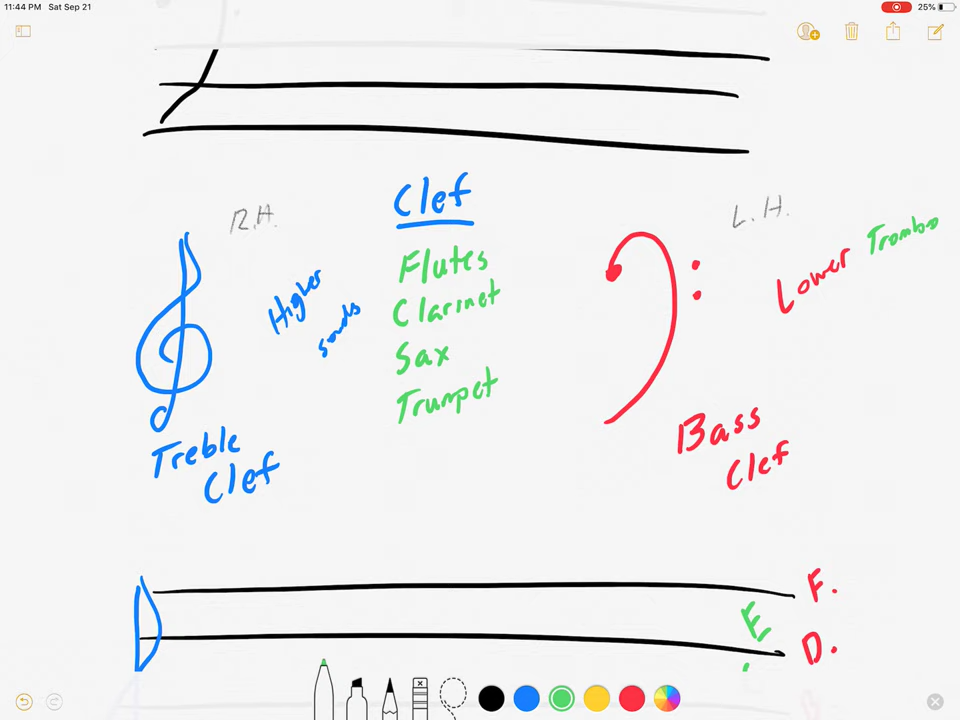 11:44 PM Sat Sep 21
25%
Clef
R.H.
L.H.
Higher
sounds
Flutes
Clarinet
Sax
Trumpet
Lower Trombo
Treble
Clef
Bass
Clef
F.
E
D.